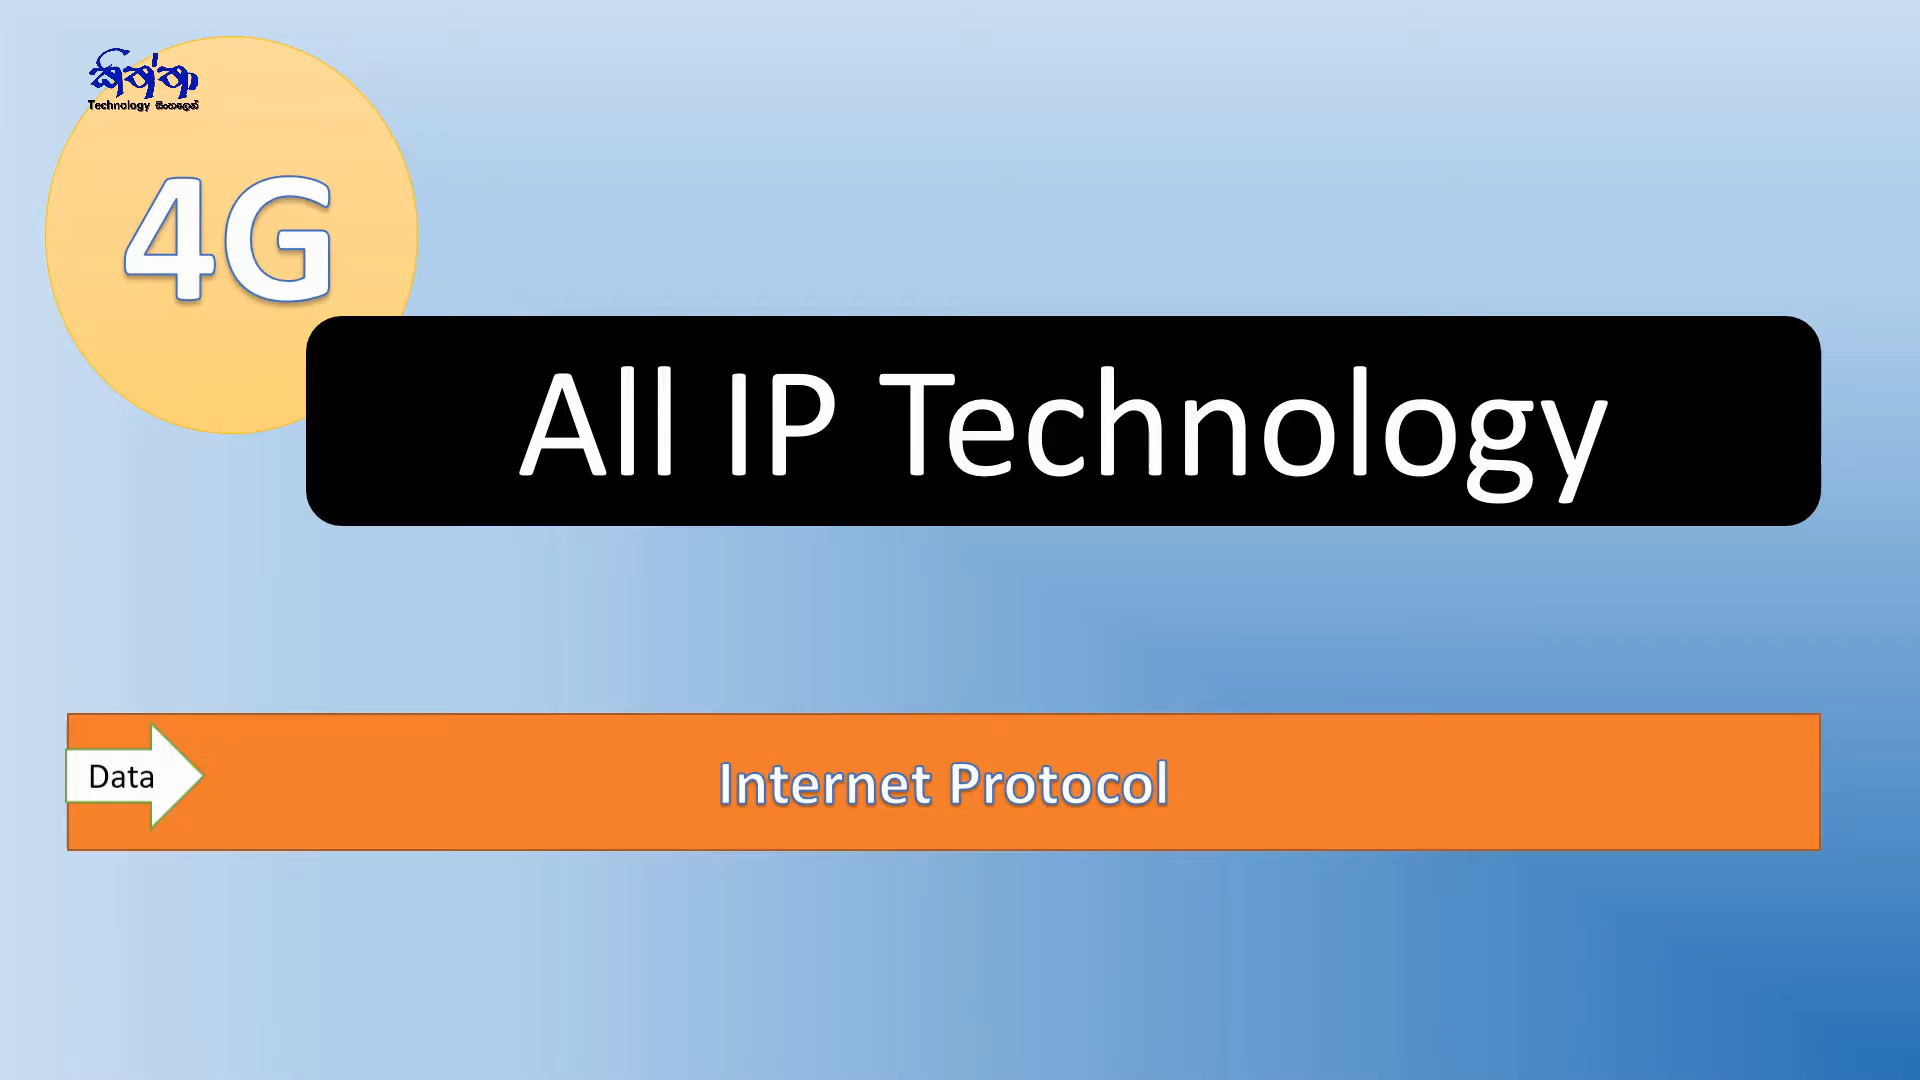 Technology සිංහලෙන්
4G
All IP Technology
Data
Internet Protocol